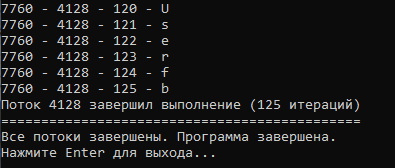 7760 - 4128 - 120 - U
7760 - 4128 - 121 - s
7760 - 4128 - 122 - e
7760 - 4128 - 123 - r
7760 - 4128 - 124 - f
7760 - 4128 - 125 - b
Поток 4128 завершил выполнение (125 итераций)
=============================================
Все потоки завершены. Программа завершена.
Нажмите Enter для выхода...